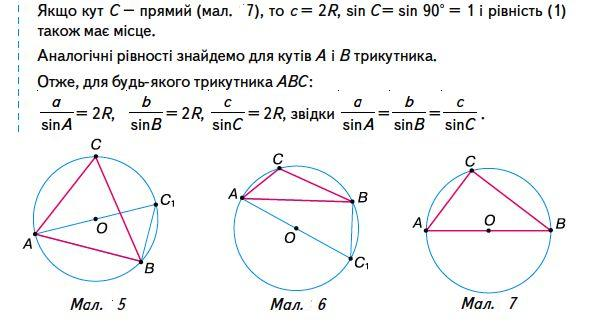 Якщо кут C — прямий (мал. 7), то c = 2R, sin C= sin 90° = 1 і рівність (1)
також має місце.
Аналогічні рівності знайдемо для кутів A і B трикутника.
Отже, для будь-якого трикутника ABC:
a/sinA = 2R, b/sinB = 2R, c/sinC = 2R, звідки a/sinA = b/sinB = c/sinC.
C
C₁
O
A
B
Мал. 5
C
A
B
O
C₁
Мал. 6
C
A
O
B
Мал. 7